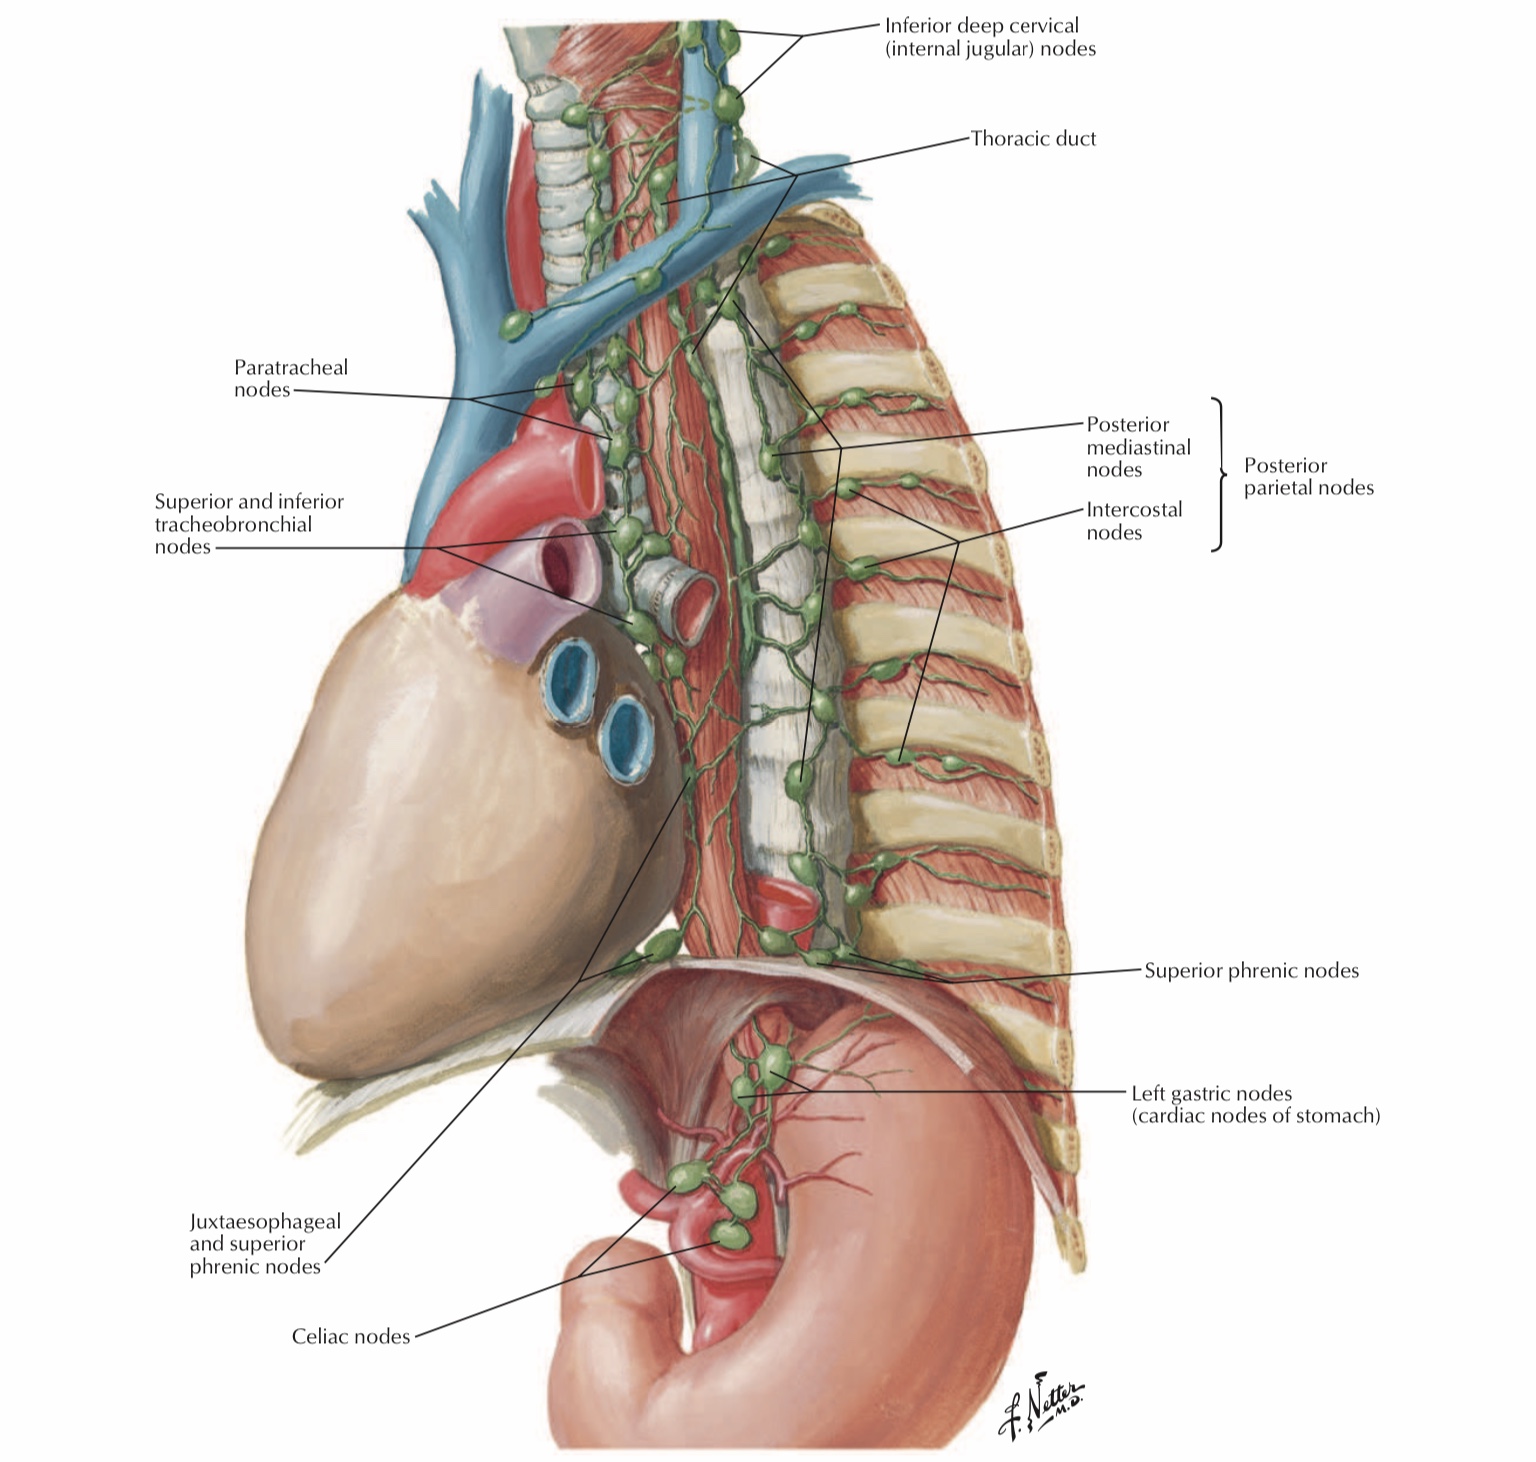 Inferior deep cervical
(internal jugular) nodes
Thoracic duct
Paratracheal
nodes
Posterior
mediastinal
nodes
Posterior
parietal nodes
Superior and inferior
tracheobronchial
nodes
Intercostal
nodes
Superior phrenic nodes
Left gastric nodes
(cardiac nodes of stomach)
Juxtaesophageal
and superior
phrenic nodes
Celiac nodes
F. Netter
M.D.